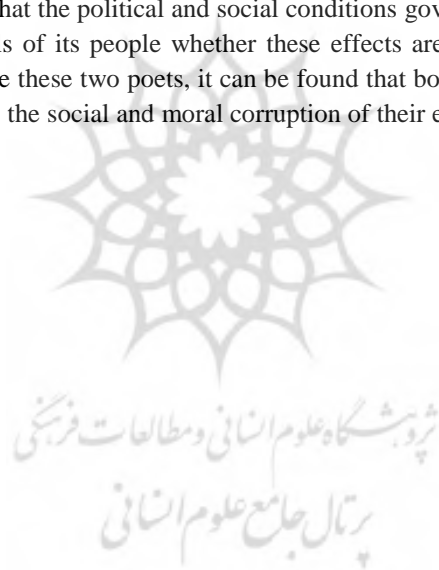 hat the political and social conditions gov
s of its people whether these effects are
e these two poets, it can be found that bo
the social and moral corruption of their e
پژوهشگاه علوم انسانی و مطالعات فرهنگی
پرتال جامع علوم انسانی